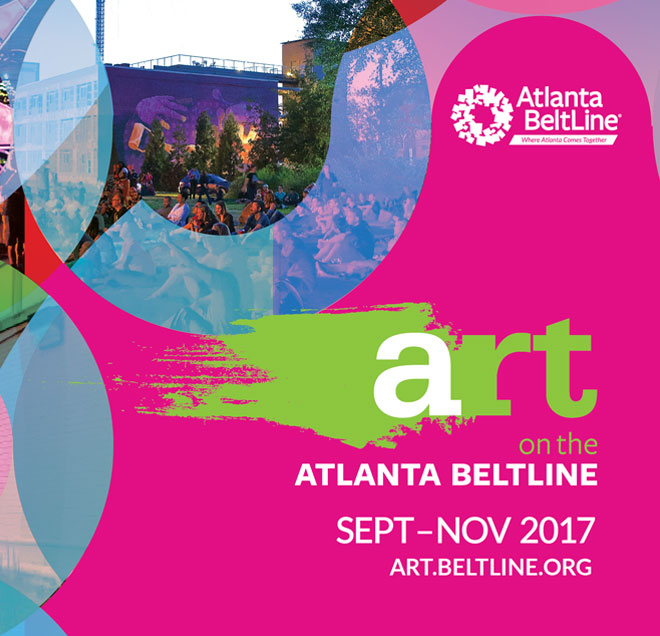 Atlanta
BeltLine®
Where Atlanta Comes Together
art
on the
ATLANTA BELTLINE
SEPT–NOV 2017
ART.BELTLINE.ORG